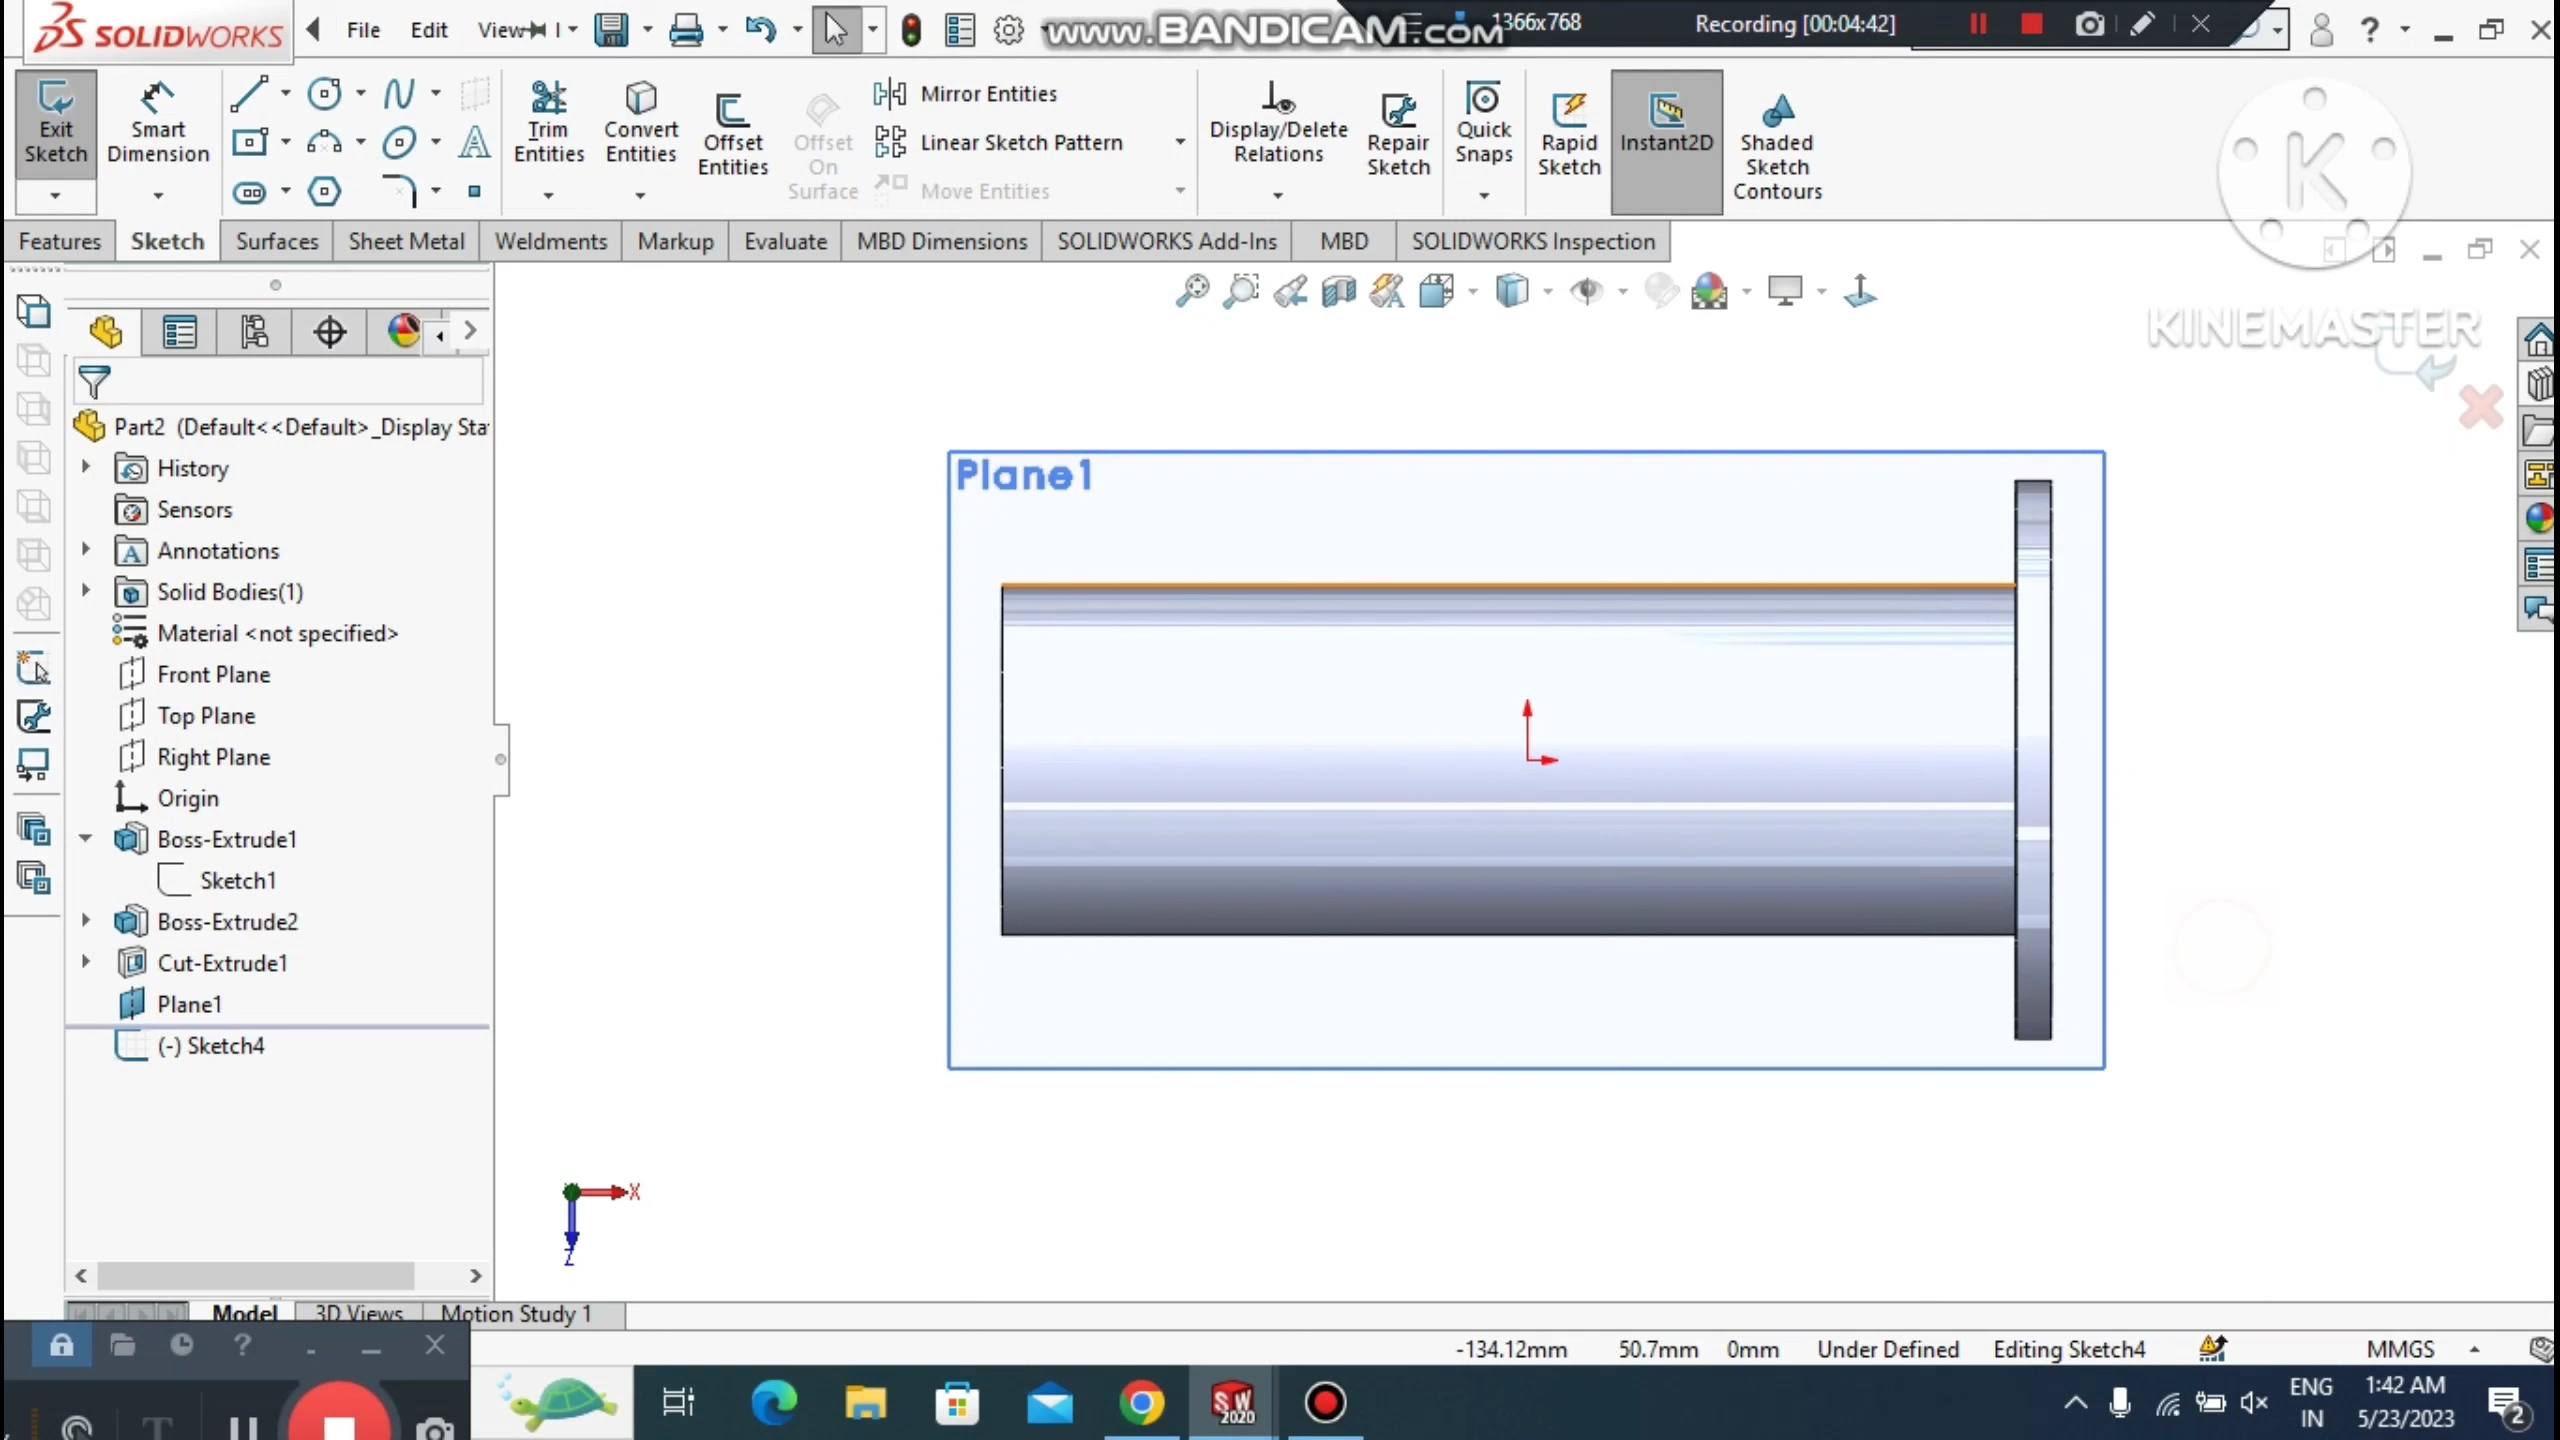 SOLIDWORKS
File Edit View
www.BANDICAM.com
1366x768
Recording [00:04:42]
Exit Sketch
Smart Dimension
Trim Entities
Convert Entities
Offset Entities
Offset On Surface
Mirror Entities
Linear Sketch Pattern
Move Entities
Display/Delete Relations
Repair Sketch
Quick Snaps
Rapid Sketch
Instant2D
Shaded Sketch Contours
K
KINEMASTER
Features Sketch Surfaces Sheet Metal Weldments Markup Evaluate MBD Dimensions SOLIDWORKS Add-Ins MBD SOLIDWORKS Inspection
Part2 (Default<<Default>_Display Sta
History
Sensors
Annotations
Solid Bodies(1)
Material <not specified>
Front Plane
Top Plane
Right Plane
Origin
Boss-Extrude1
Sketch1
Boss-Extrude2
Cut-Extrude1
Plane1
(-) Sketch4
Plane1
X
Z
Model 3D Views Motion Study 1
-134.12mm 50.7mm 0mm Under Defined Editing Sketch4 MMGS
SW 2020
ENG
IN
1:42 AM
5/23/2023
2